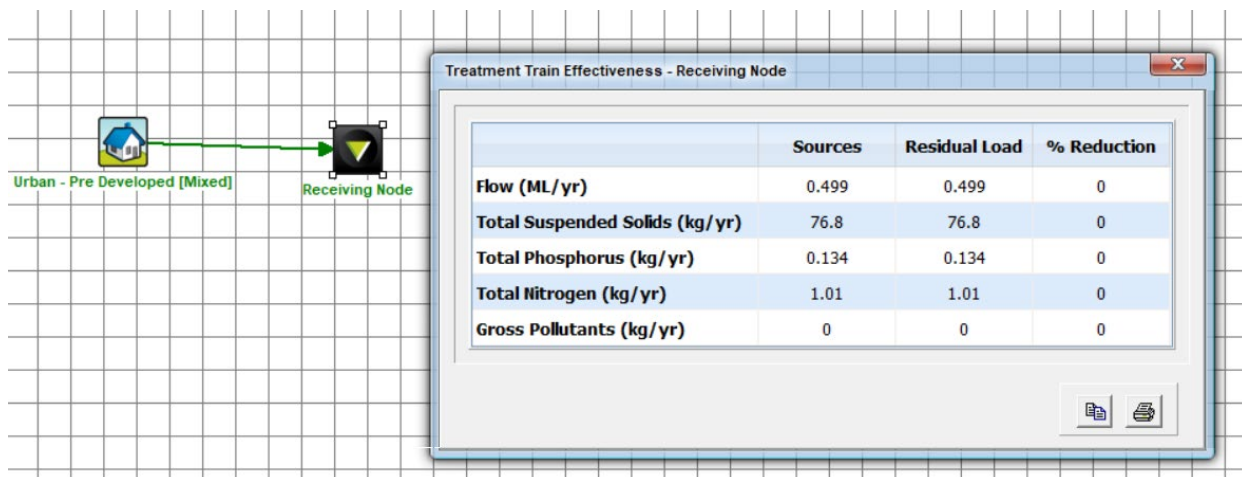 Urban - Pre Developed [Mixed]
Receiving Node
Treatment Train Effectiveness - Receiving Node
Sources Residual Load % Reduction
Flow (ML/yr) 0.499 0.499 0
Total Suspended Solids (kg/yr) 76.8 76.8 0
Total Phosphorus (kg/yr) 0.134 0.134 0
Total Nitrogen (kg/yr) 1.01 1.01 0
Gross Pollutants (kg/yr) 0 0 0